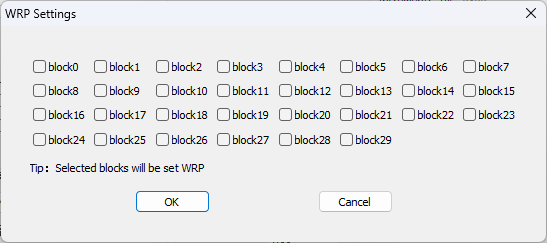 WRP Settings
block0 block1 block2 block3 block4 block5 block6 block7
block8 block9 block10 block11 block12 block13 block14 block15
block16 block17 block18 block19 block20 block21 block22 block23
block24 block25 block26 block27 block28 block29
Tip: Selected blocks will be set WRP
OK Cancel